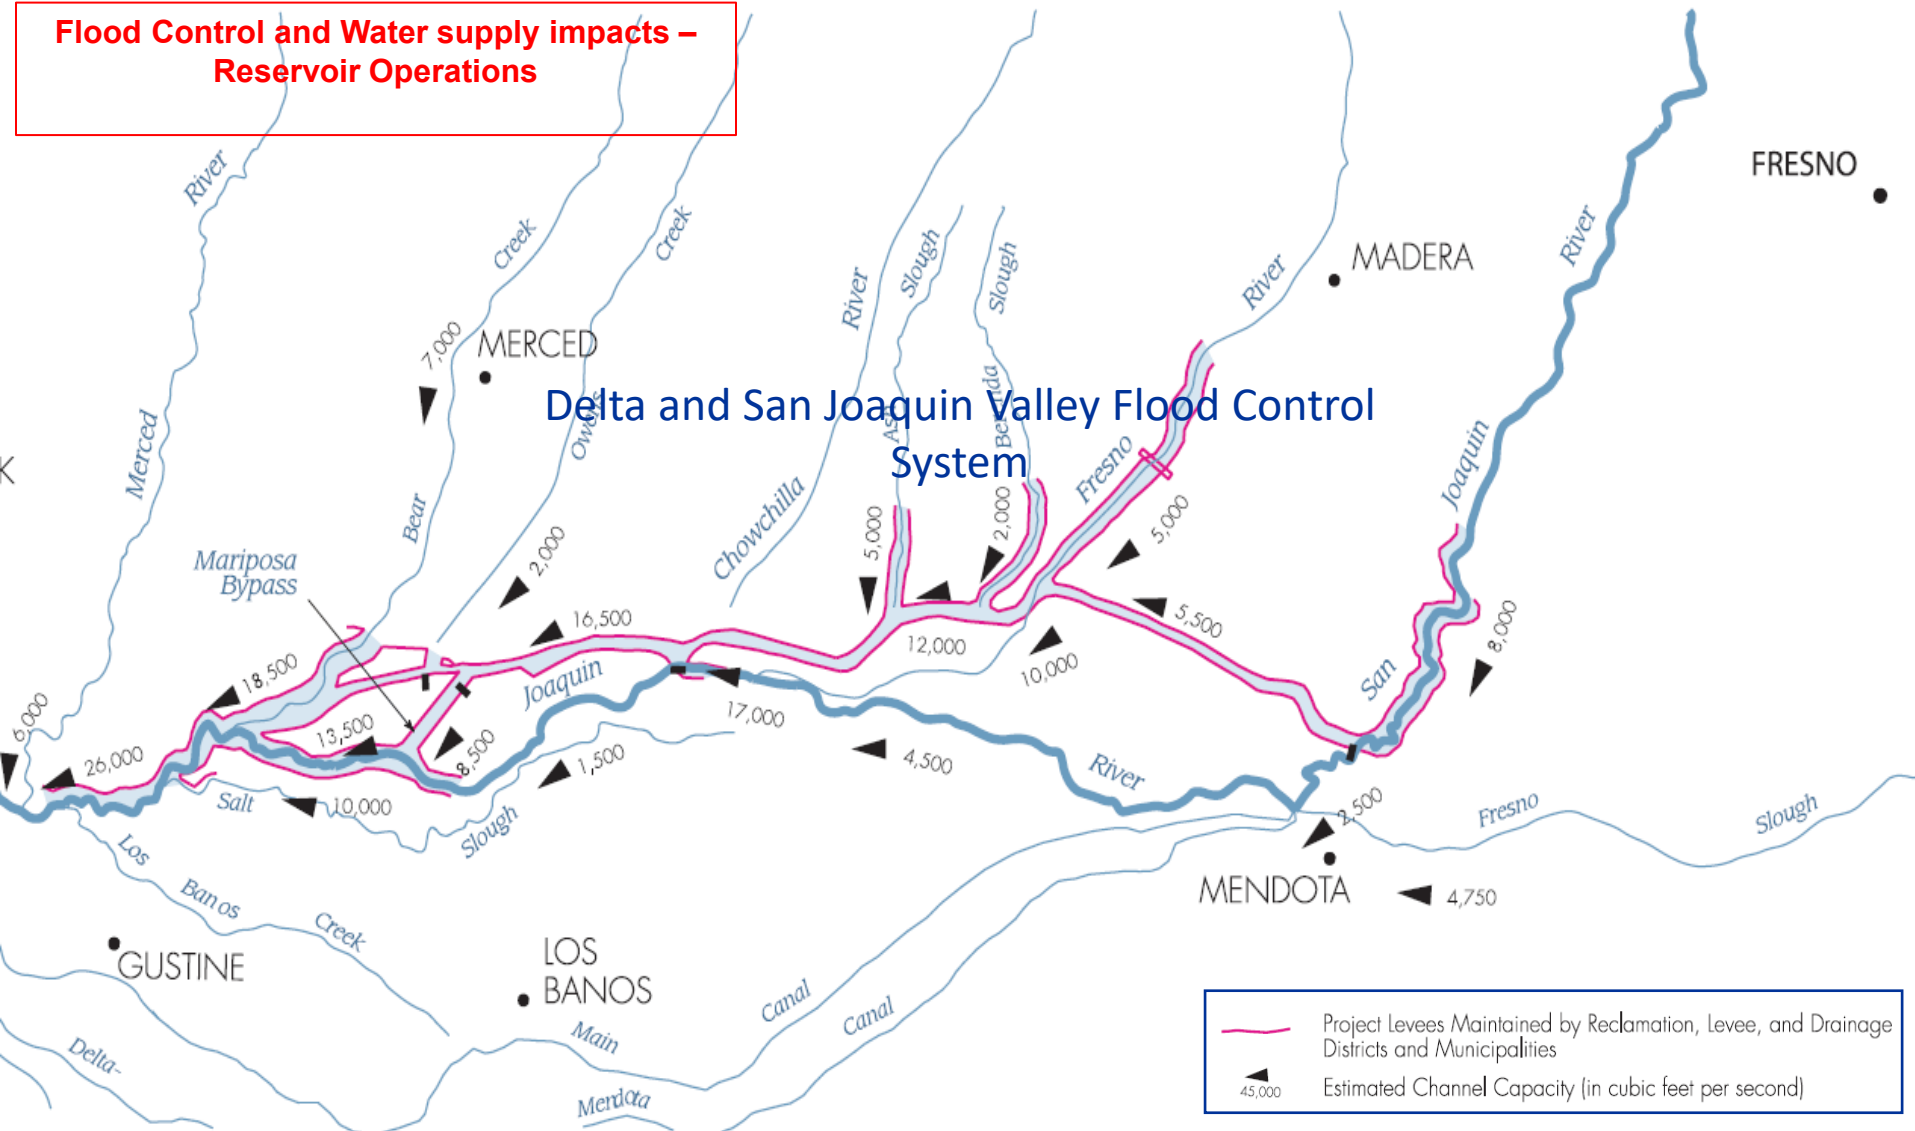 Flood Control and Water supply impacts –
Reservoir Operations
River
Creek
Creek
River
Slough
Slough
River
River
FRESNO
MADERA
7,000
MERCED
Delta and San Joaquin Valley Flood Control
System
Merced
Owens
Ash
Berenda
Fresno
Joaquin
K
Bear
Chowchilla
5,000
2,000
5,000
Mariposa
Bypass
2,000
16,500
12,000
10,000
5,500
8,000
San
18,500
Joaquin
6,000
13,500
8,500
17,000
26,000
1,500
4,500
River
Salt
10,000
Slough
2,500
Fresno
Slough
Los
Banos
Creek
MENDOTA
4,750
GUSTINE
LOS
BANOS
Canal
Canal
Main
Delta-
Mendota
Project Levees Maintained by Reclamation, Levee, and Drainage
Districts and Municipalities
45,000
Estimated Channel Capacity (in cubic feet per second)